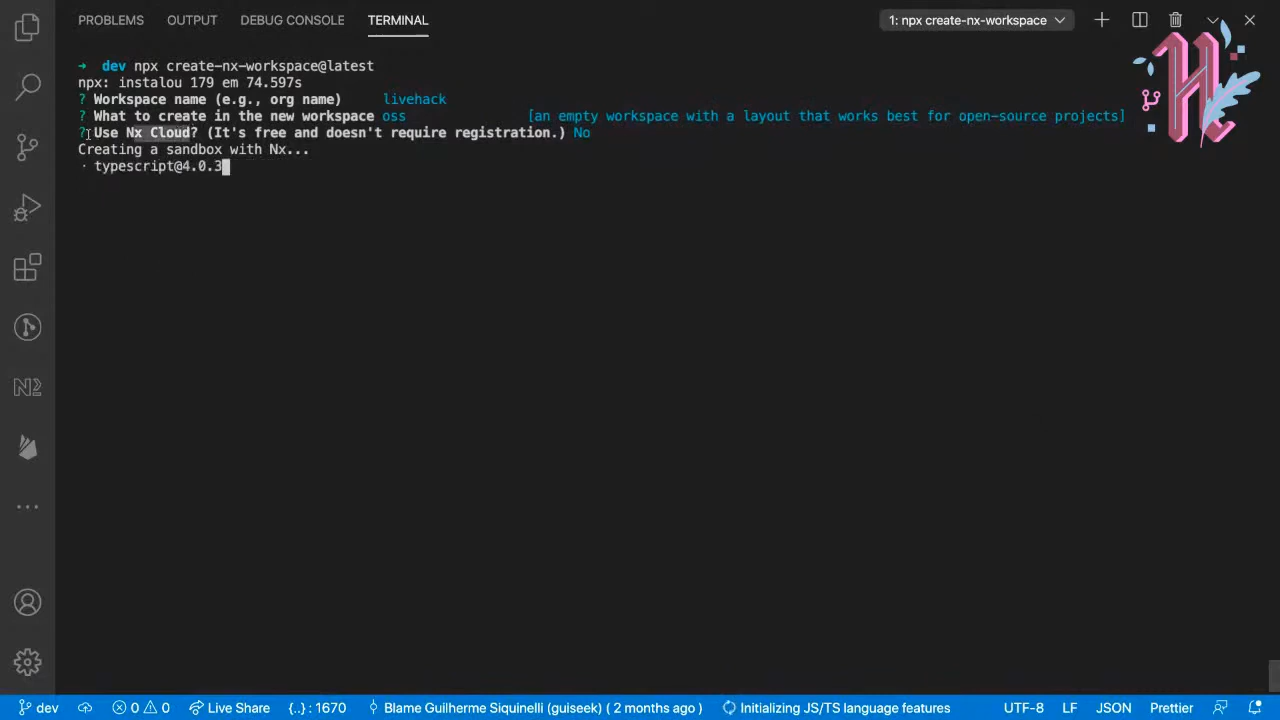 PROBLEMS OUTPUT DEBUG CONSOLE TERMINAL 1: npx create-nx-workspace
➜ dev npx create-nx-workspace@latest
npx: instalou 179 em 74.597s
? Workspace name (e.g., org name) livehack
? What to create in the new workspace oss [an empty workspace with a layout that works best for open-source projects]
? Use Nx Cloud? (It's free and doesn't require registration.) No
Creating a sandbox with Nx...
· typescript@4.0.3
dev 0 0 Live Share {..} : 1670 Blame Guilherme Siquinelli (guiseek) ( 2 months ago ) Initializing JS/TS language features UTF-8 LF JSON Prettier